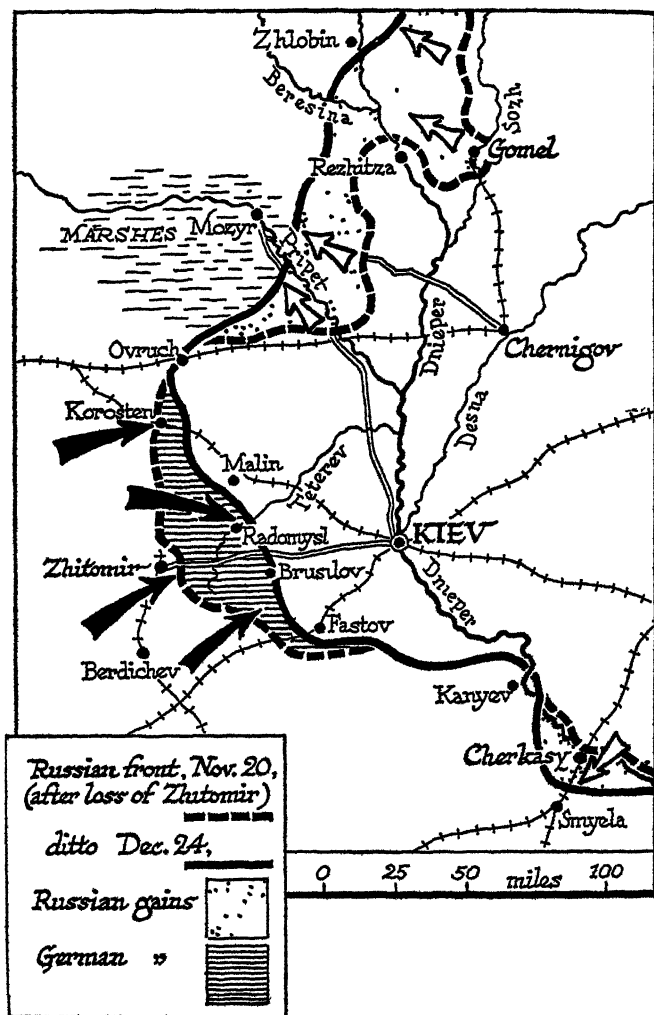 Zhlobin
Beresina
Sozh
Rezhitza
Gomel
MARSHES
Mozyr
Pripet
Dnieper
Chernigov
Ovruch
Desna
Korosten
Malin
Teterev
Radomysl
KIEV
Zhitomir
Brusilov
Dnieper
Fastov
Berdichev
Kanyev
Cherkasy
Smyela
Russian front, Nov. 20,
(after loss of Zhitomir)
ditto Dec. 24,
Russian gains
German "
0 25 50 miles 100